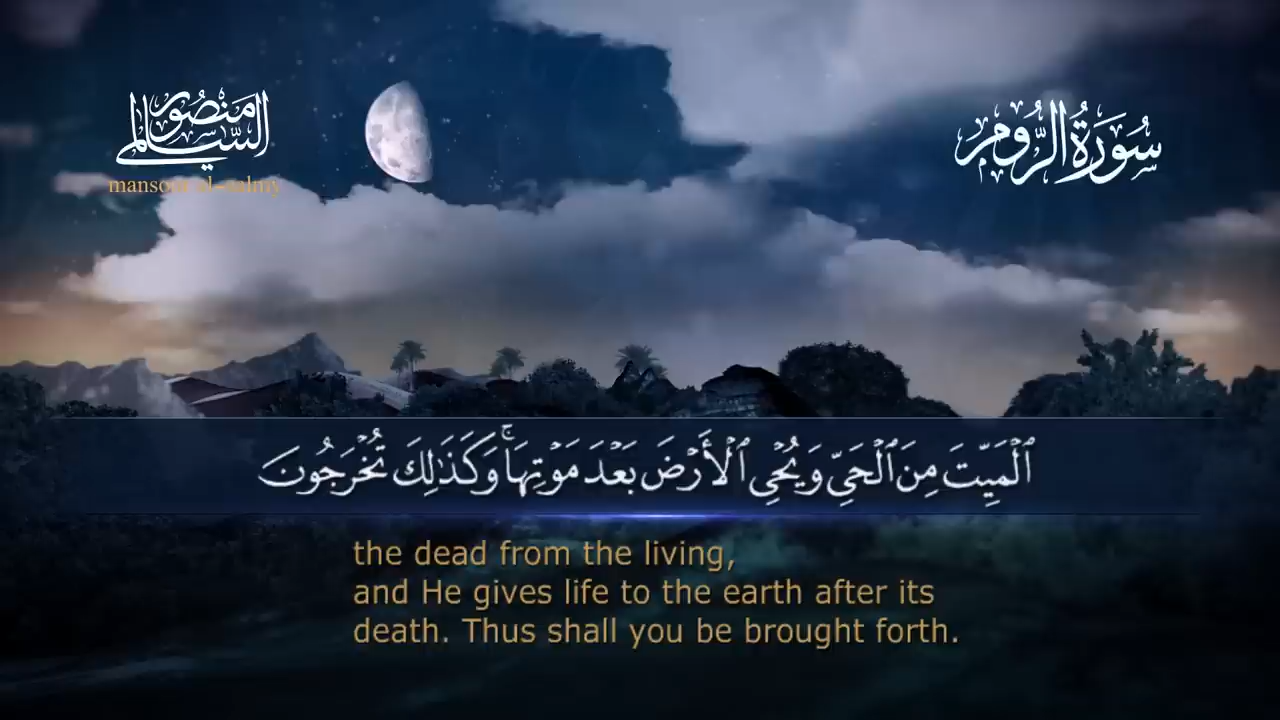 منصور السالمي
mansour al-salmy
سُورَةُ الرُّوم
ٱلْمَيِّتَ مِنَ ٱلْحَيِّ وَيُحْيِ ٱلْأَرْضَ بَعْدَ مَوْتِهَا ۚ وَكَذَٰلِكَ تُخْرَجُونَ
the dead from the living,
and He gives life to the earth after its
death. Thus shall you be brought forth.